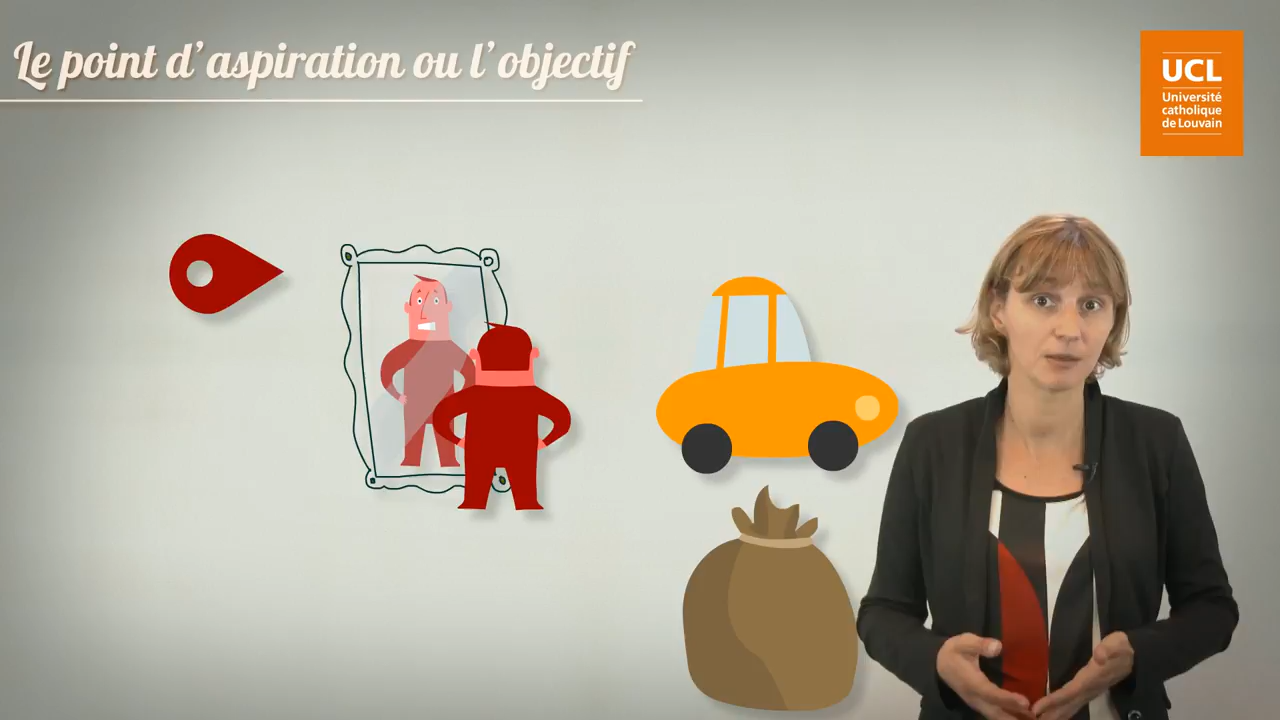 Le point d'aspiration ou l'objectif
UCL
Université
catholique
de Louvain